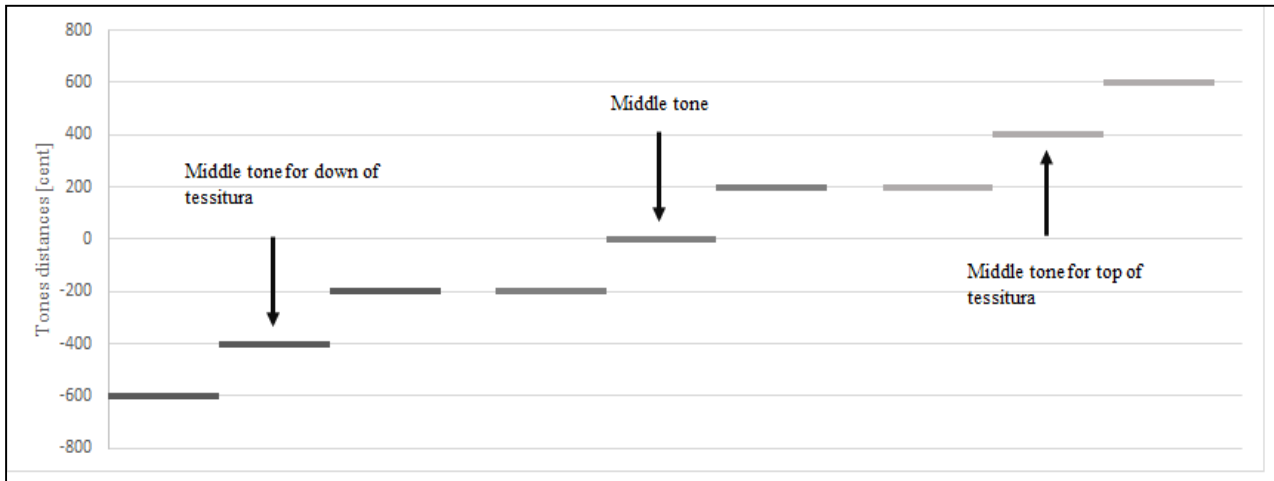 800
600
Middle tone
400
Middle tone for down of
tessitura
200
0
Middle tone for top of
tessitura
-200
-400
-600
-800
Tones distances [cent]